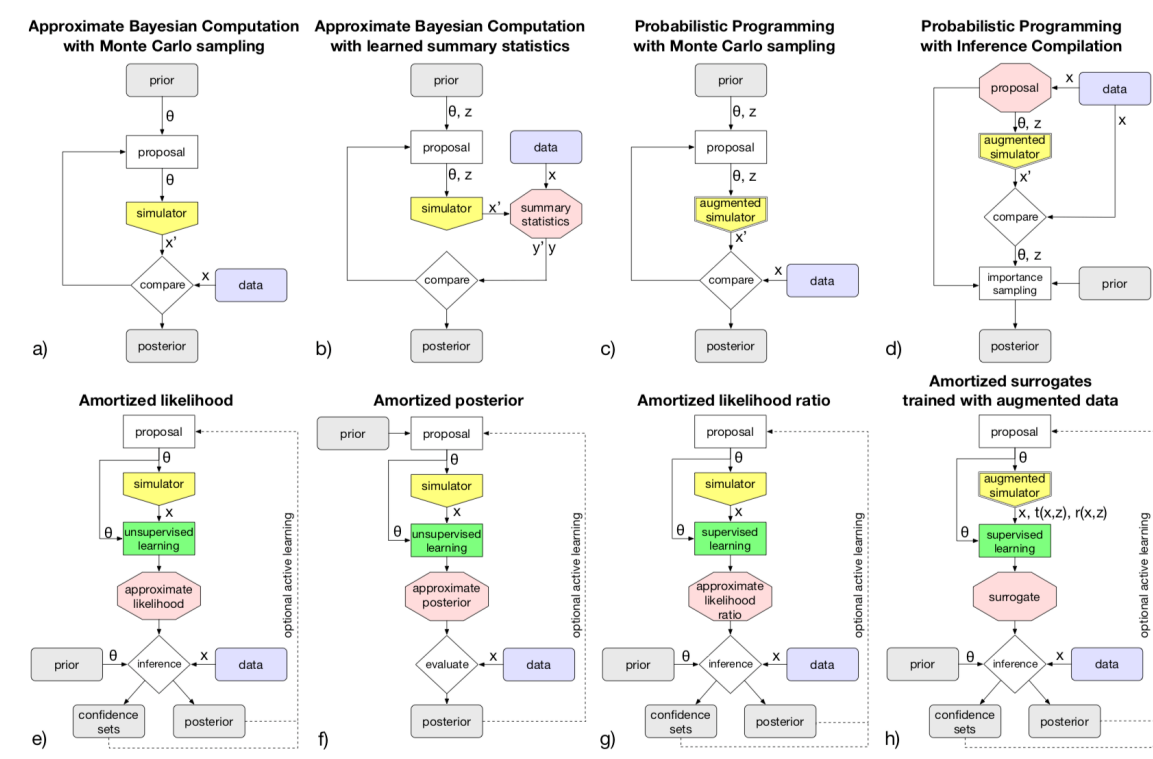 Approximate Bayesian Computation
with Monte Carlo sampling
prior
θ
proposal
θ
simulator
x’
compare
x
data
posterior
a)
Approximate Bayesian Computation
with learned summary statistics
prior
θ, z
proposal
data
θ, z
x
simulator
x’
summary
statistics
y’ y
compare
posterior
b)
Probabilistic Programming
with Monte Carlo sampling
prior
θ, z
proposal
θ, z
augmented
simulator
x’
compare
x
data
posterior
c)
Probabilistic Programming
with Inference Compilation
proposal
x
data
θ, z
x
augmented
simulator
x’
compare
θ, z
importance
sampling
prior
posterior
d)
Amortized likelihood
proposal
θ
simulator
x
θ
unsupervised
learning
approximate
likelihood
optional active learning
prior
θ
inference
x
data
confidence
sets
posterior
e)
Amortized posterior
prior
proposal
θ
simulator
x
θ
unsupervised
learning
approximate
posterior
optional active learning
evaluate
x
data
posterior
f)
Amortized likelihood ratio
proposal
θ
simulator
x
θ
supervised
learning
approximate
likelihood
ratio
optional active learning
prior
θ
inference
x
data
confidence
sets
posterior
g)
Amortized surrogates
trained with augmented data
proposal
θ
augmented
simulator
x, t(x,z), r(x,z)
θ
supervised
learning
surrogate
optional active learning
prior
θ
inference
x
data
confidence
sets
posterior
h)